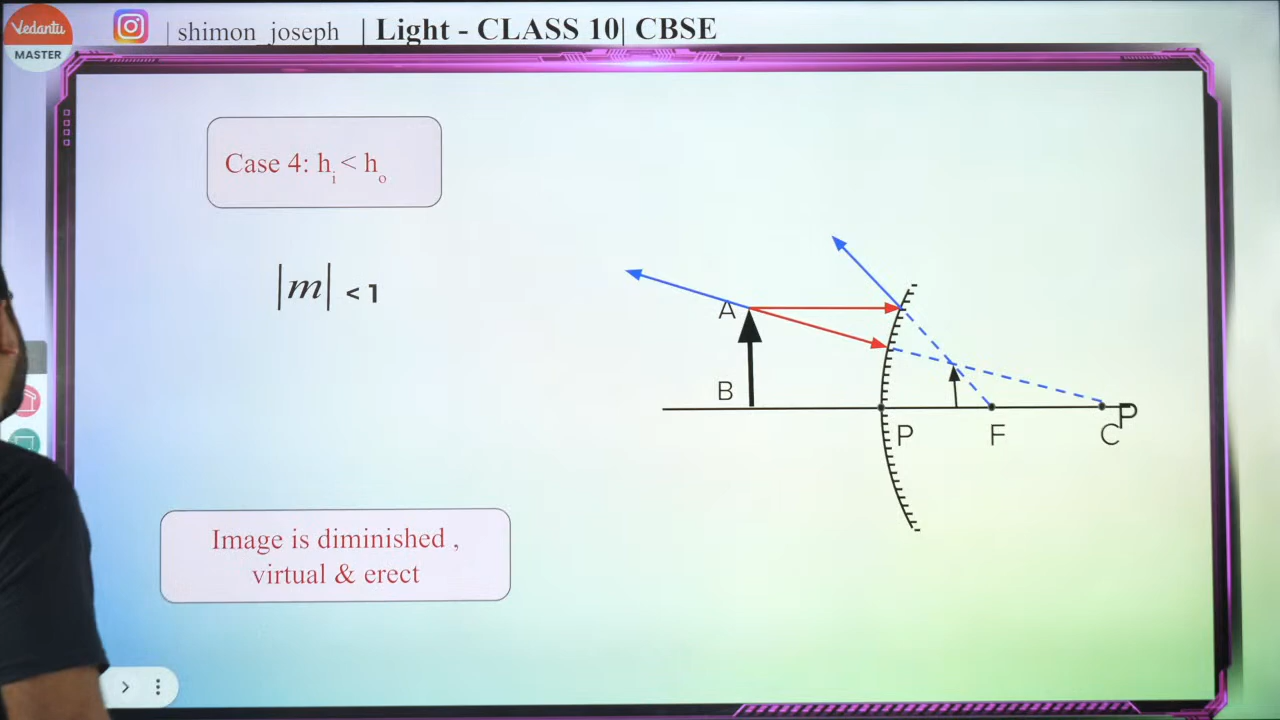 Vedantu
MASTER
| shimon_joseph | Light - CLASS 10| CBSE
Case 4: hᵢ < hₒ
|m| < 1
A
B
P
F
C
P
Image is diminished ,
virtual & erect